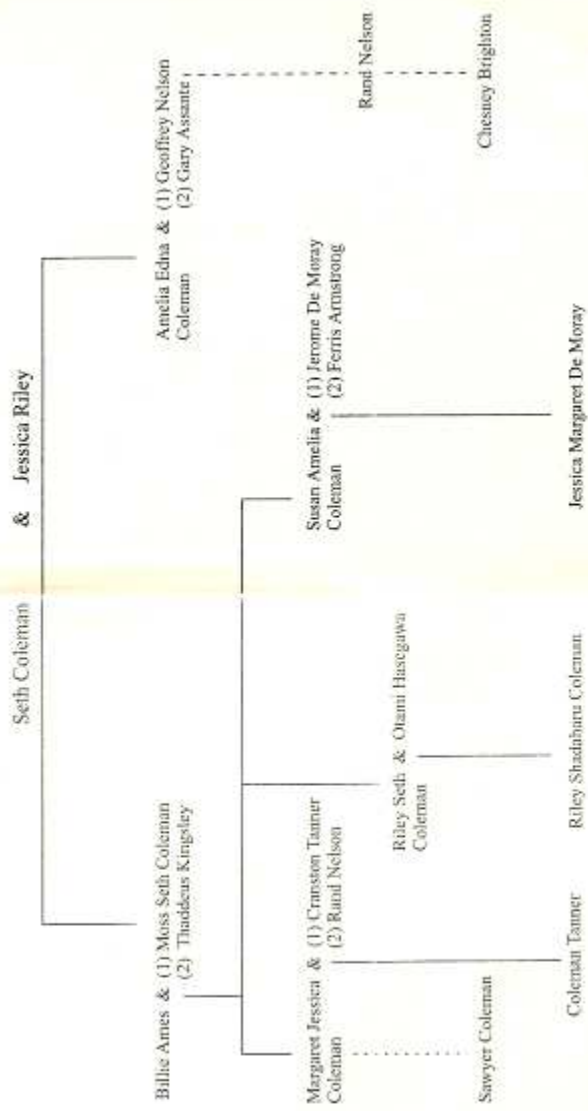 Seth Coleman & Jessica Riley
Billie Ames & (1) Moss Seth Coleman
(2) Thaddeus Kingsley
Amelia Edna & (1) Geoffrey Nelson
Coleman (2) Gary Assante
Margaret Jessica & (1) Cranston Tanner
Coleman (2) Rand Nelson
Riley Seth & Otami Hasegawa
Coleman
Susan Amelia & (1) Jerome De Moray
Coleman (2) Ferris Armstrong
Rand Nelson
Sawyer Coleman
Chesney Brighton
Coleman Tanner
Riley Shadaharu Coleman
Jessica Margaret De Moray